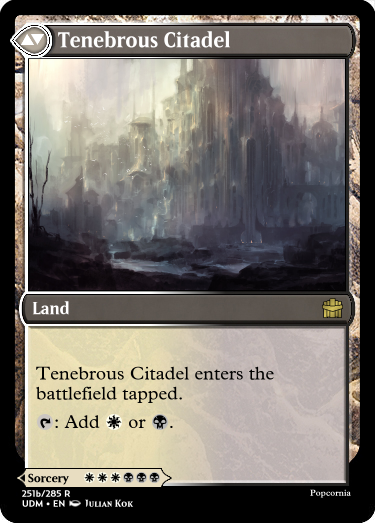 Tenebrous Citadel
Land
Tenebrous Citadel enters the
battlefield tapped.
: Add or .
Sorcery
251b/285 R
UDM • EN Julian Kok
Popcornia